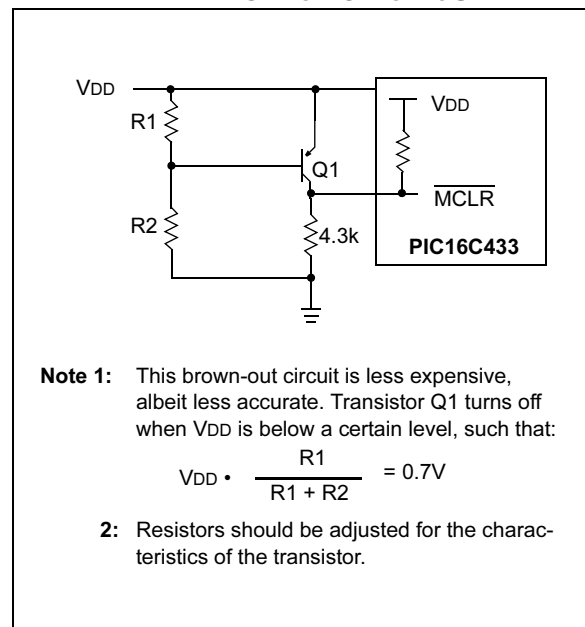 VDD
R1
VDD
Q1
MCLR
R2
4.3k
PIC16C433
Note 1: This brown-out circuit is less expensive,
albeit less accurate. Transistor Q1 turns off
when VDD is below a certain level, such that:
VDD • R1 / R1 + R2 = 0.7V
2: Resistors should be adjusted for the charac-
teristics of the transistor.